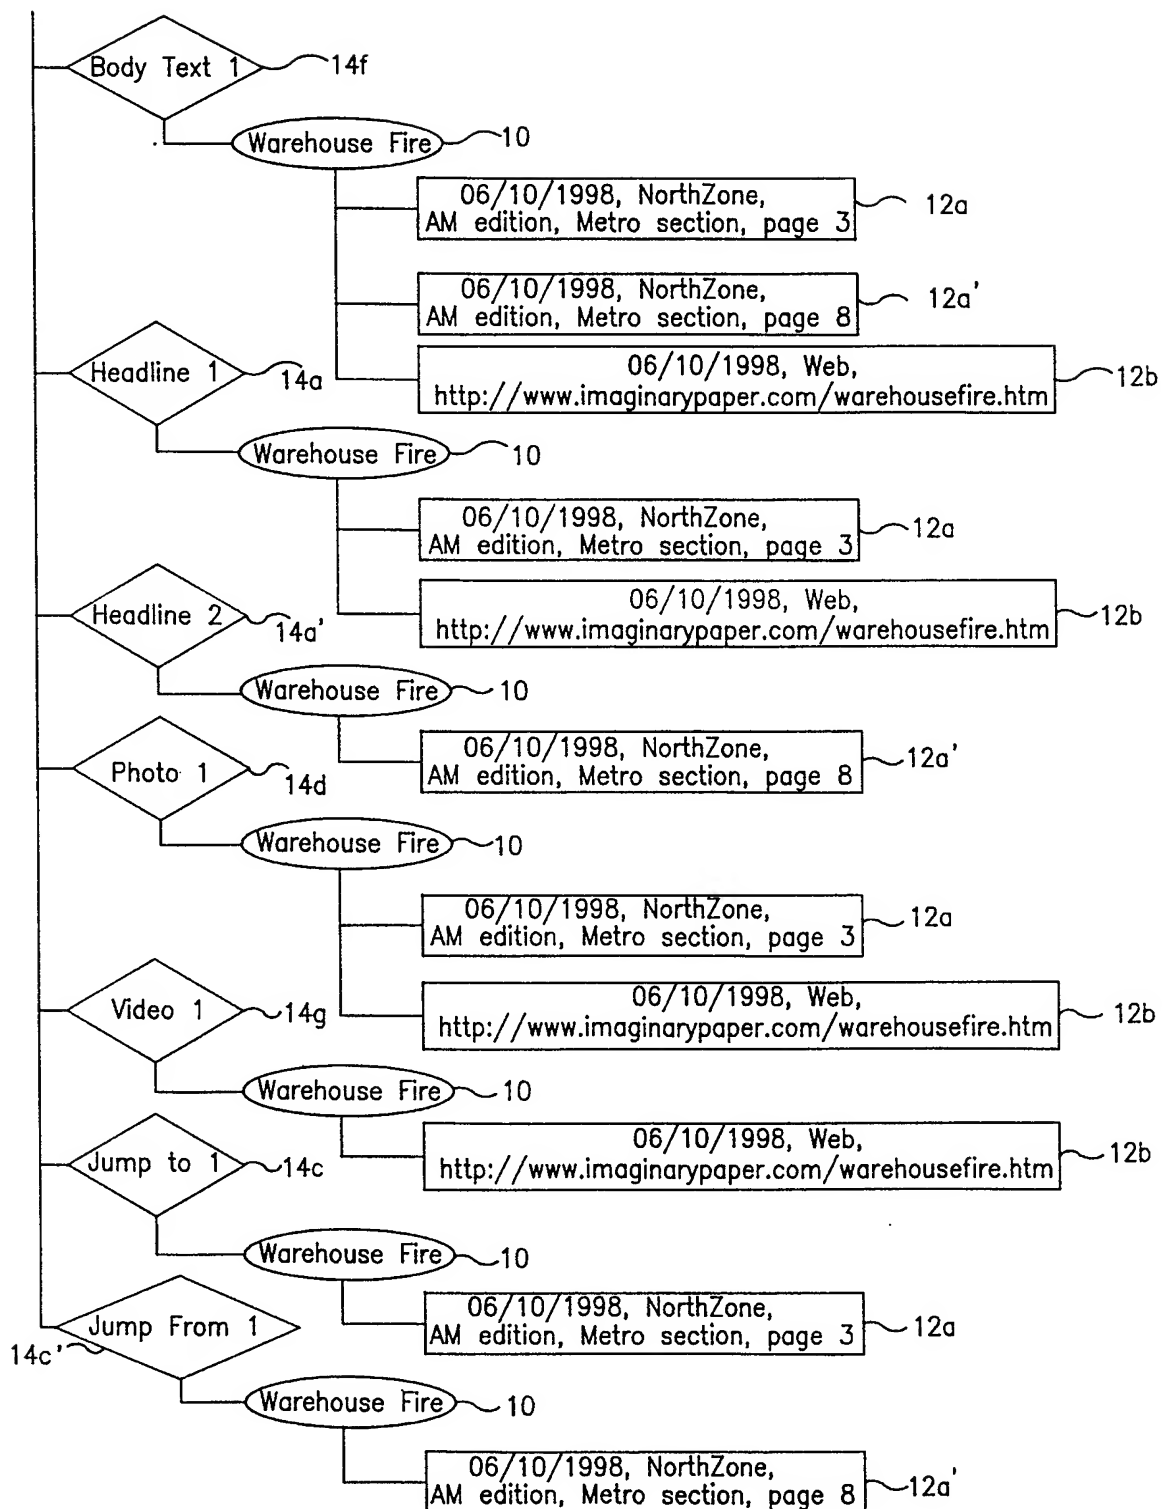 Body Text 1
14f
Warehouse Fire
10
06/10/1998, NorthZone,
AM edition, Metro section, page 3
12a
06/10/1998, NorthZone,
AM edition, Metro section, page 8
12a'
Headline 1
14a
06/10/1998, Web,
http://www.imaginarypaper.com/warehousefire.htm
12b
Warehouse Fire
10
06/10/1998, NorthZone,
AM edition, Metro section, page 3
12a
Headline 2
14a'
06/10/1998, Web,
http://www.imaginarypaper.com/warehousefire.htm
12b
Warehouse Fire
10
06/10/1998, NorthZone,
AM edition, Metro section, page 8
12a'
Photo 1
14d
Warehouse Fire
10
06/10/1998, NorthZone,
AM edition, Metro section, page 3
12a
Video 1
14g
06/10/1998, Web,
http://www.imaginarypaper.com/warehousefire.htm
12b
Warehouse Fire
10
06/10/1998, Web,
http://www.imaginarypaper.com/warehousefire.htm
12b
Jump to 1
14c
Warehouse Fire
10
06/10/1998, NorthZone,
AM edition, Metro section, page 3
12a
Jump From 1
14c'
Warehouse Fire
10
06/10/1998, NorthZone,
AM edition, Metro section, page 8
12a'